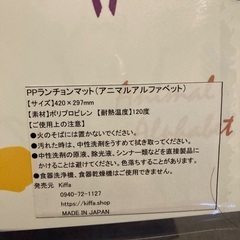 PPランチョンマット(アニマルアルファベット)
【サイズ】420×297mm
【素材】ポリプロピレン 【耐熱温度】120度
【ご使用上の注意】
●火のそばには置かないでください。
●汚れた時は、中性洗剤をうすめて拭き取ってください。
●中性洗剤の原液、除光液、シンナー類などを直接製品に
かけることは避けてください。色落ちすることがあります。
●食器洗浄機、食器乾燥機はご使用できません。
発売元 Kiffa
0940-72-1127
https://kiffa.shop
MADE IN JAPAN